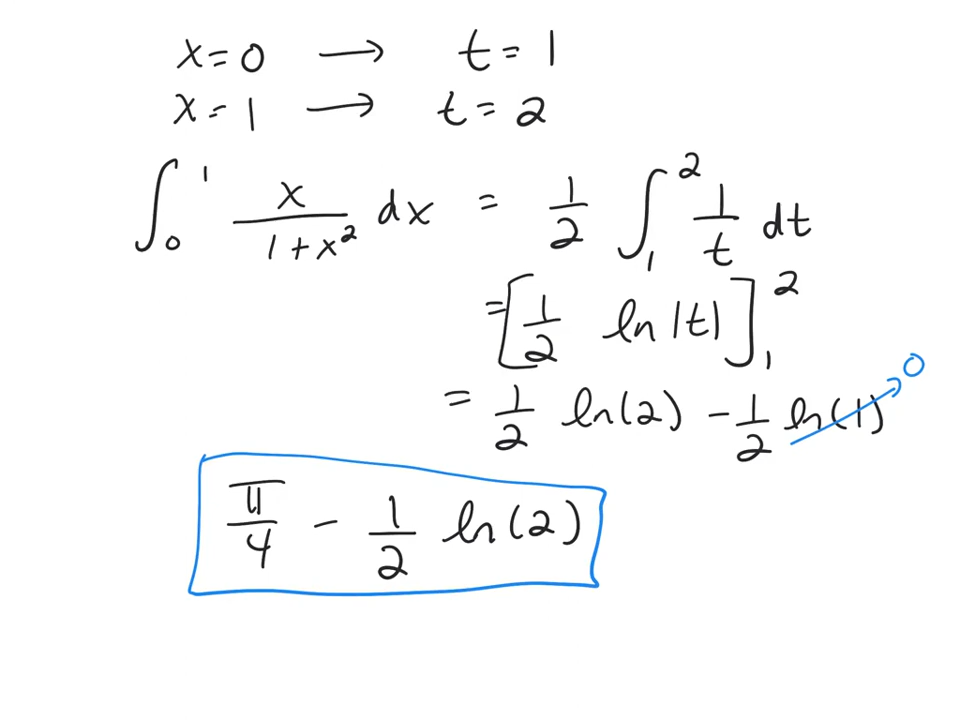 x = 0 → t = 1
x = 1 → t = 2
∫₀¹ x/(1+x²) dx = 1/2 ∫₁² 1/t dt
= [1/2 ln|t|]₁²
= 1/2 ln(2) - 1/2 ln(1) → 0
π/4 - 1/2 ln(2)